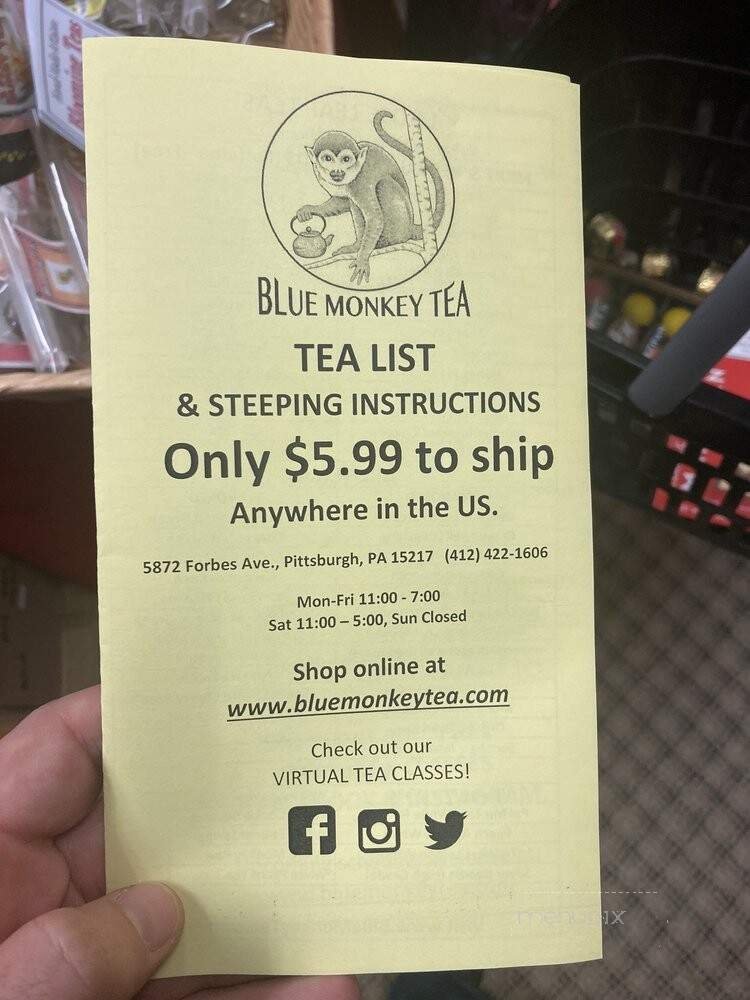 BLUE MONKEY TEA
TEA LIST
& STEEPING INSTRUCTIONS
Only $5.99 to ship
Anywhere in the US.
5872 Forbes Ave., Pittsburgh, PA 15217 (412) 422-1606
Mon-Fri 11:00 - 7:00
Sat 11:00 – 5:00, Sun Closed
Shop online at
www.bluemonkeytea.com
Check out our
VIRTUAL TEA CLASSES!